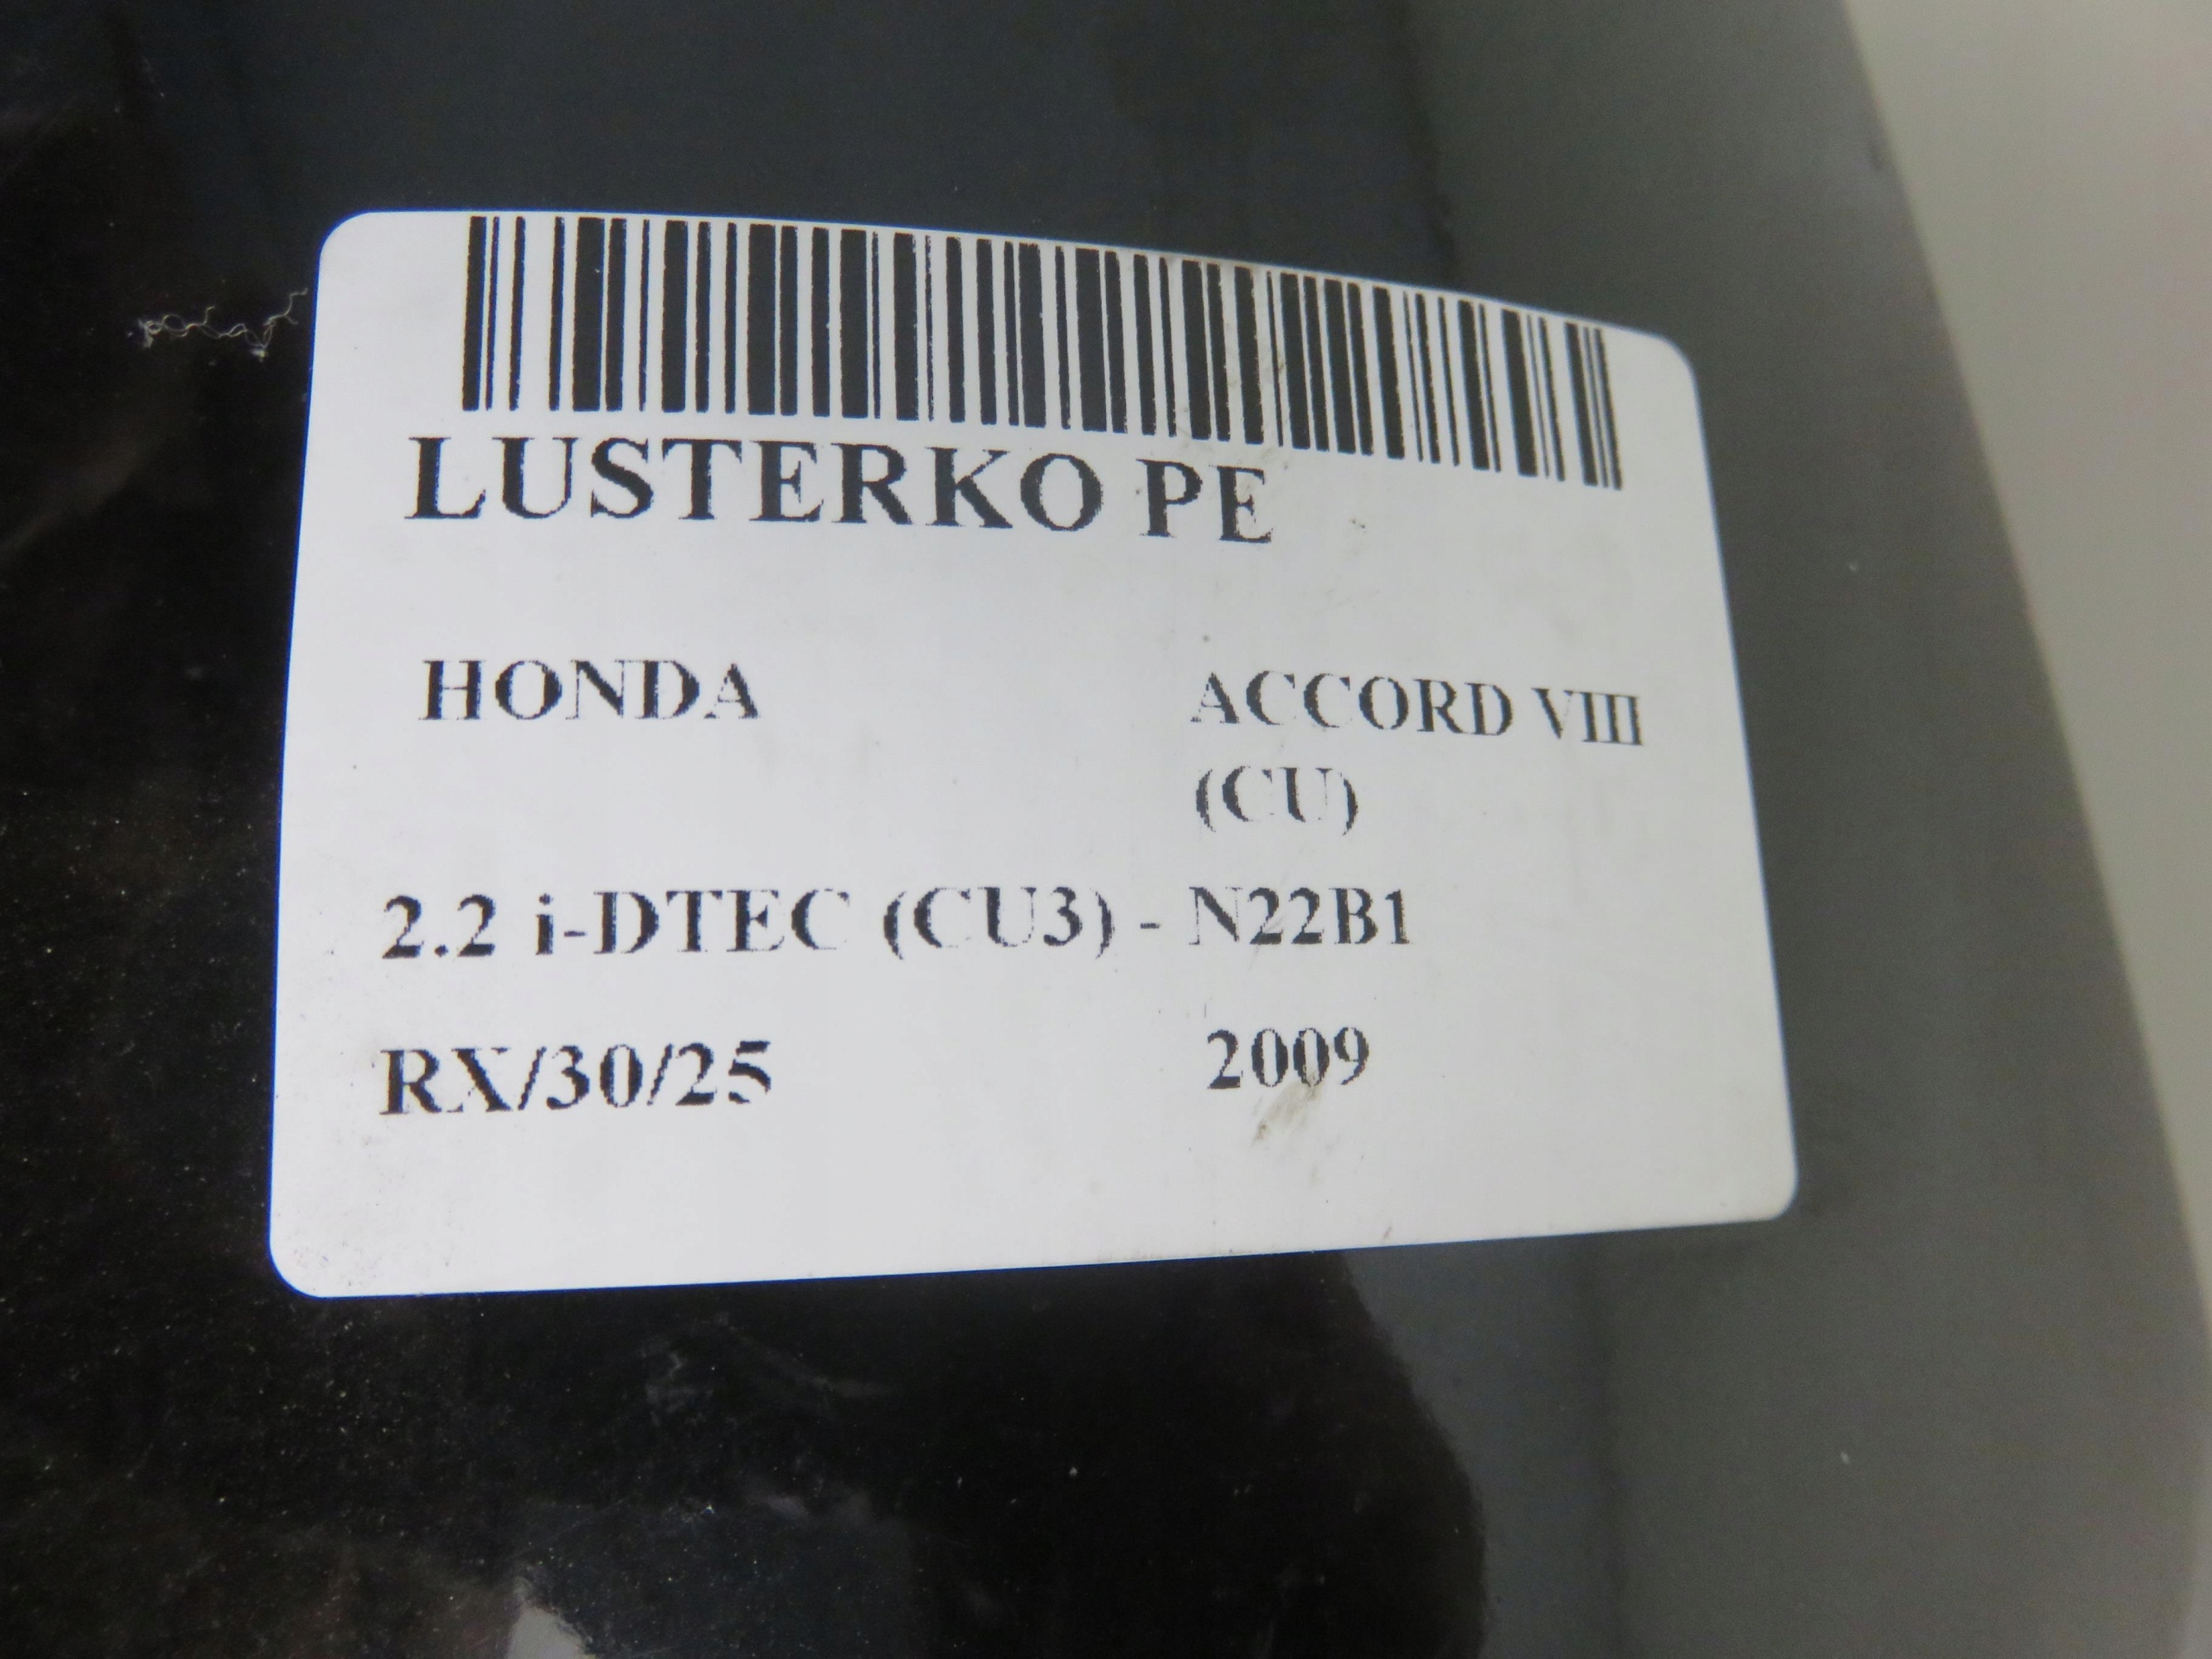 LUSTERKO PE
HONDA ACCORD VIII
(CU)
2.2 i-DTEC (CU3) - N22B1
RX/30/25 2009